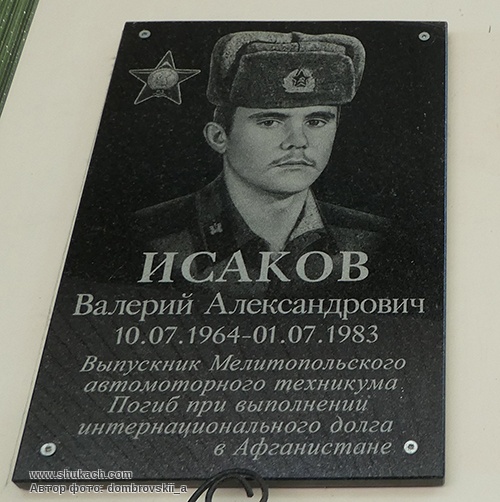 ИСАКОВ
Валерий Александрович
10.07.1964-01.07.1983
Выпускник Мелитопольского
автомоторного техникума
Погиб при выполнений
интернационального долга
в Афганистане
www.shukach.com
Автор фото: dombrovskii_a